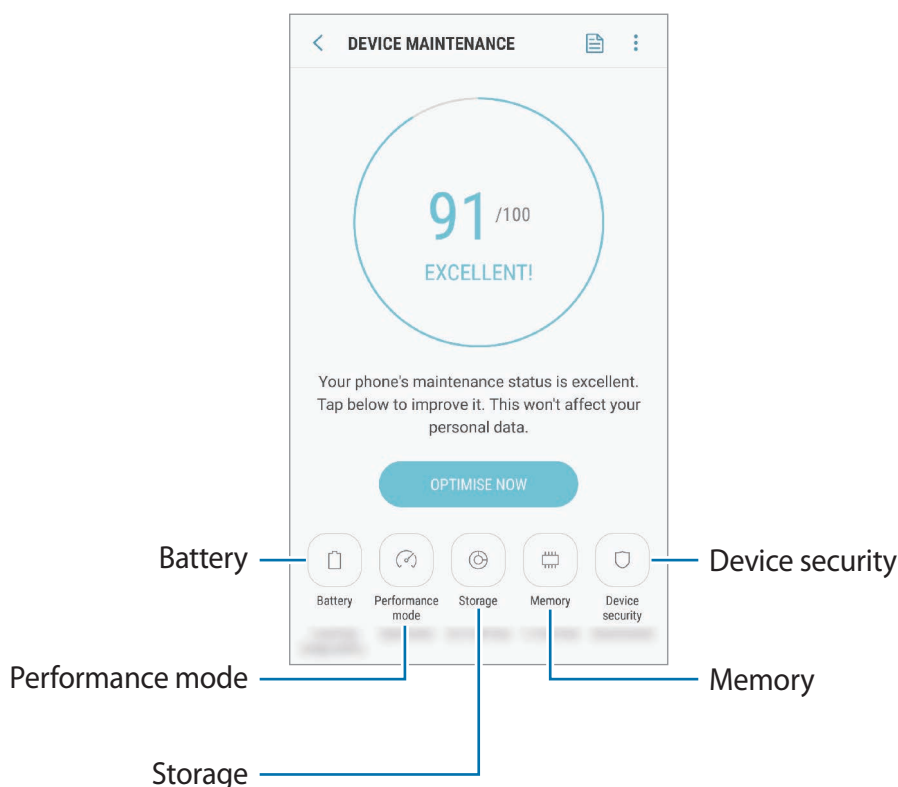 DEVICE MAINTENANCE
91 /100
EXCELLENT!
Your phone's maintenance status is excellent.
Tap below to improve it. This won't affect your
personal data.
OPTIMISE NOW
Battery
Device security
Battery
Performance
mode
Storage
Memory
Device
security
Performance mode
Memory
Storage